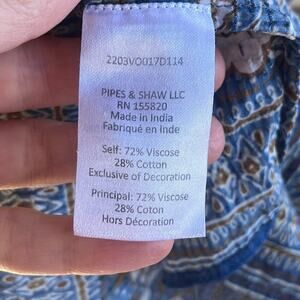 2203VO017D114
PIPES & SHAW LLC
RN 155820
Made in India
Fabriqué en Inde
Self: 72% Viscose
28% Cotton
Exclusive of Decoration
Principal: 72% Viscose
28% Coton
Hors Décoration